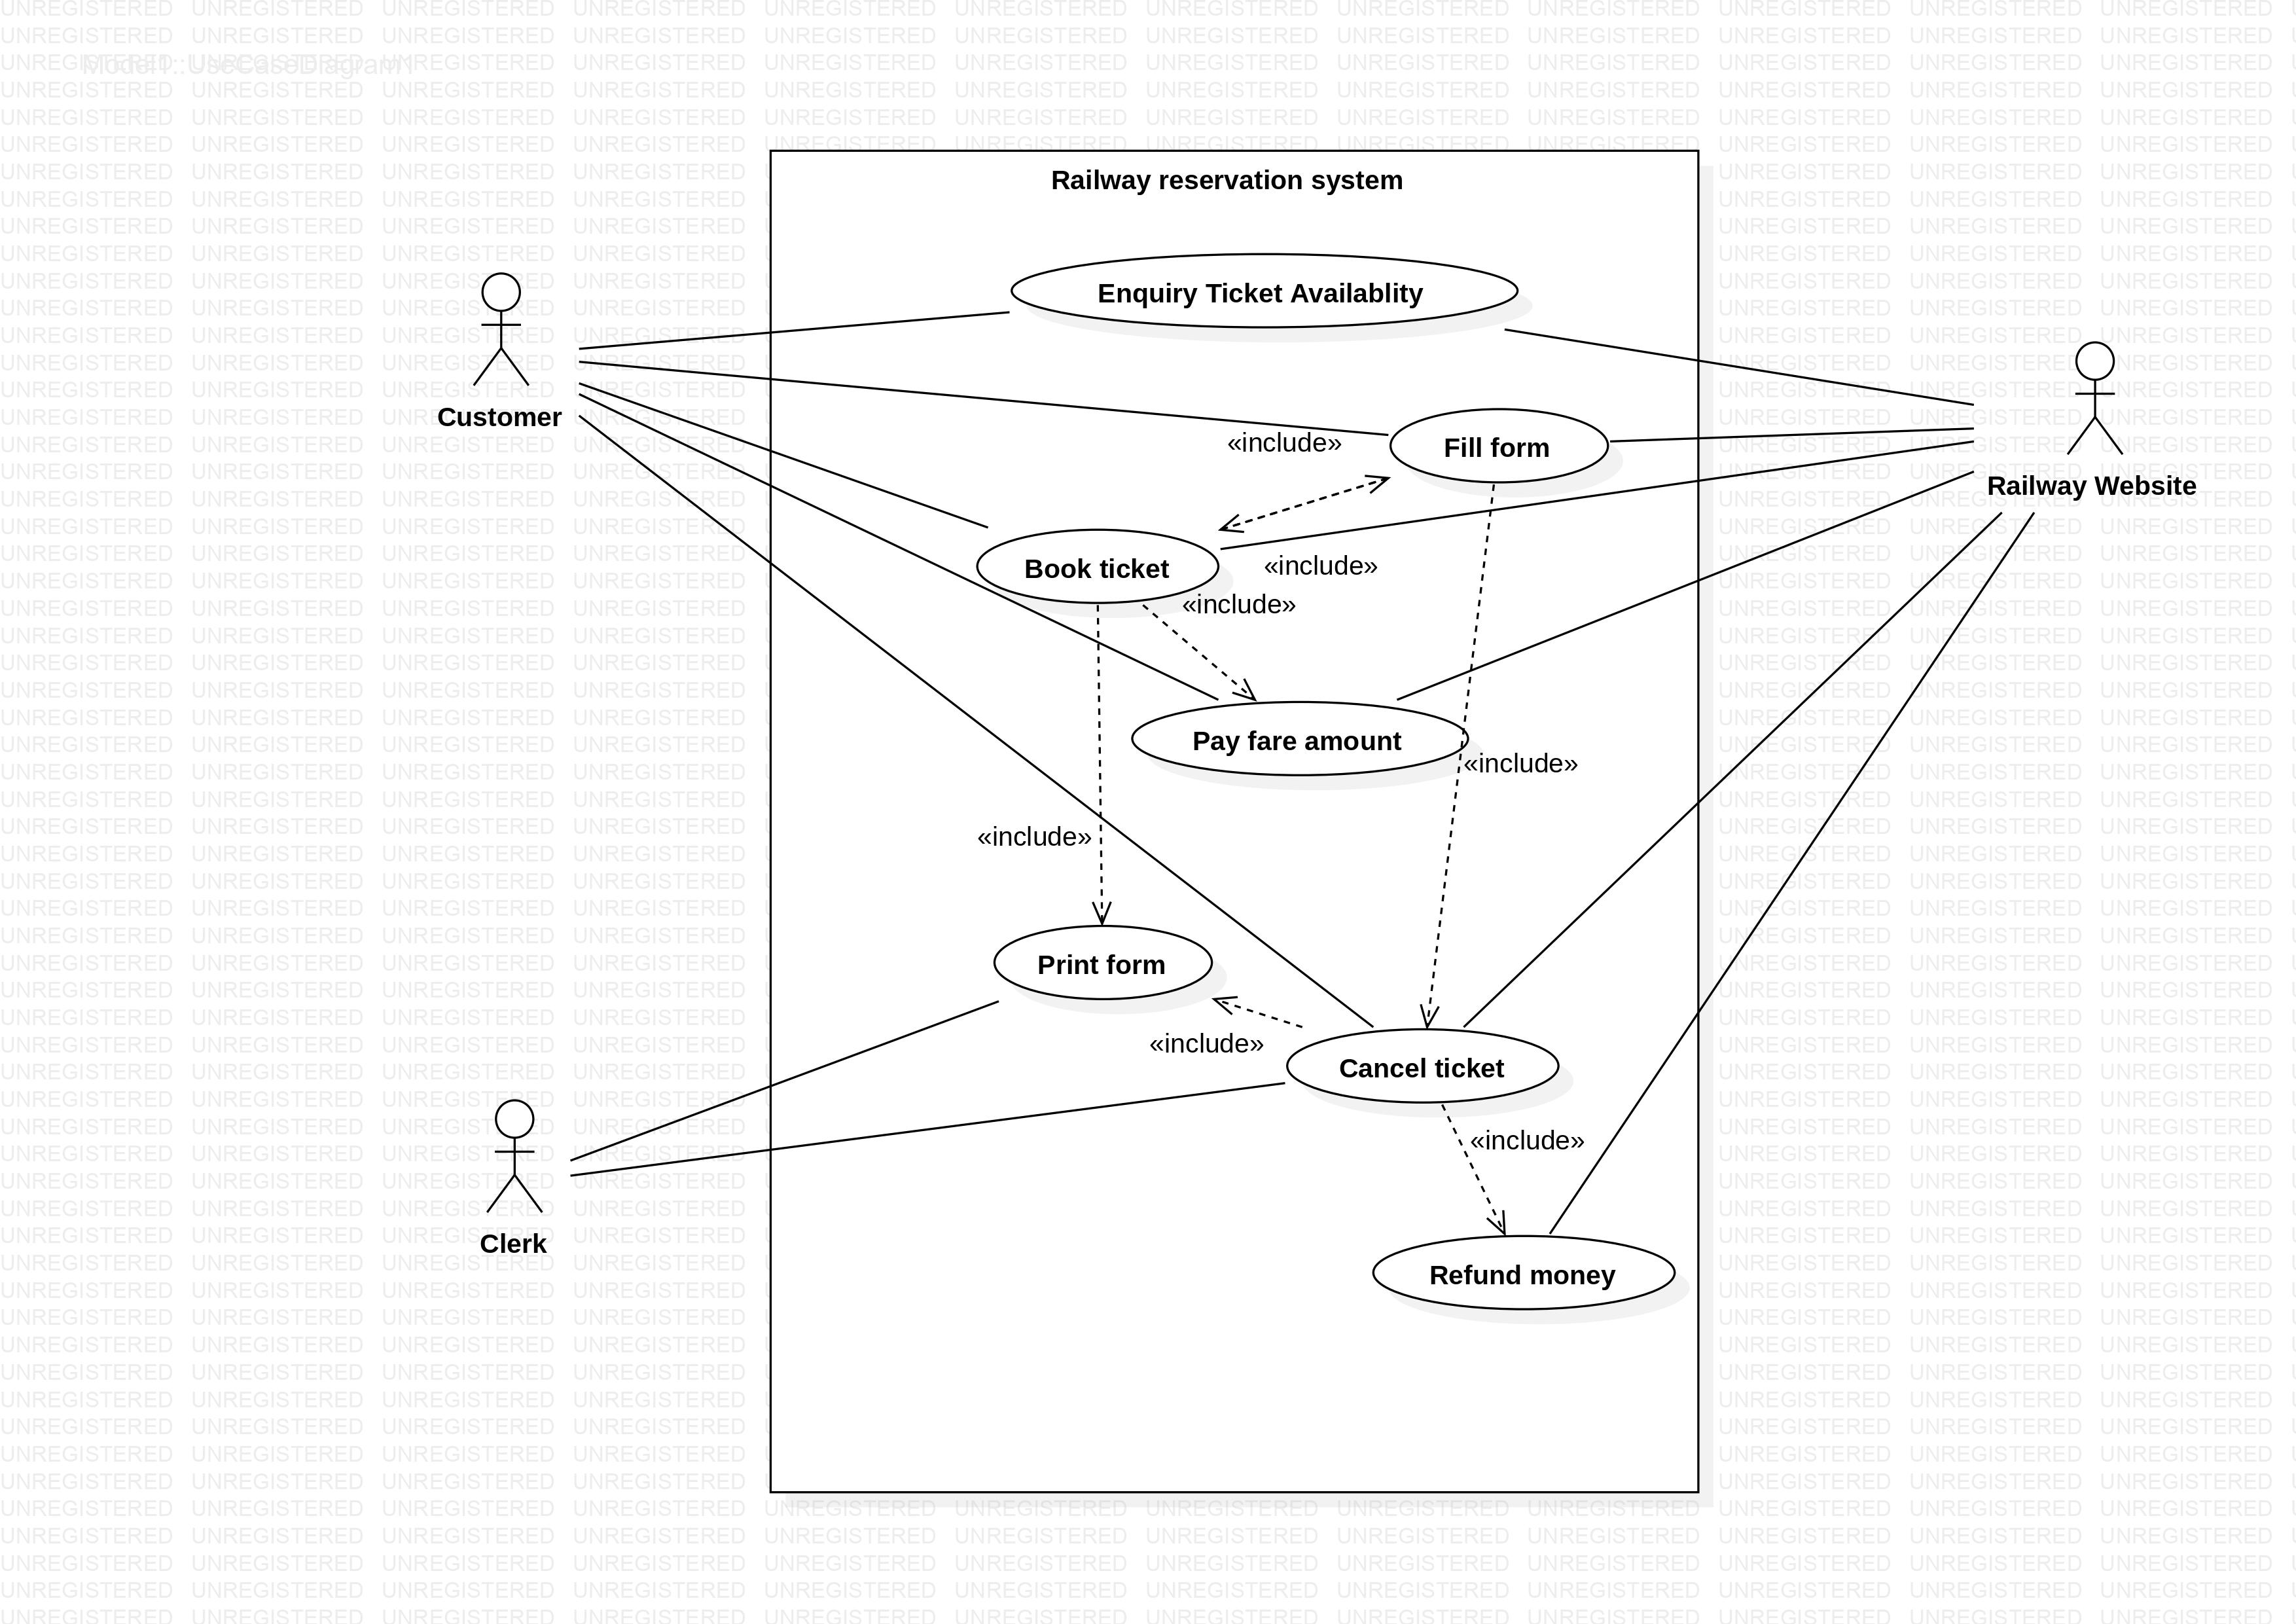 Model1::UseCaseDiagram1
Railway reservation system
Enquiry Ticket Availablity
Customer
«include»
Fill form
Railway Website
Book ticket
«include»
«include»
Pay fare amount
«include»
«include»
Print form
«include»
Cancel ticket
«include»
Clerk
Refund money
UNREGISTERED